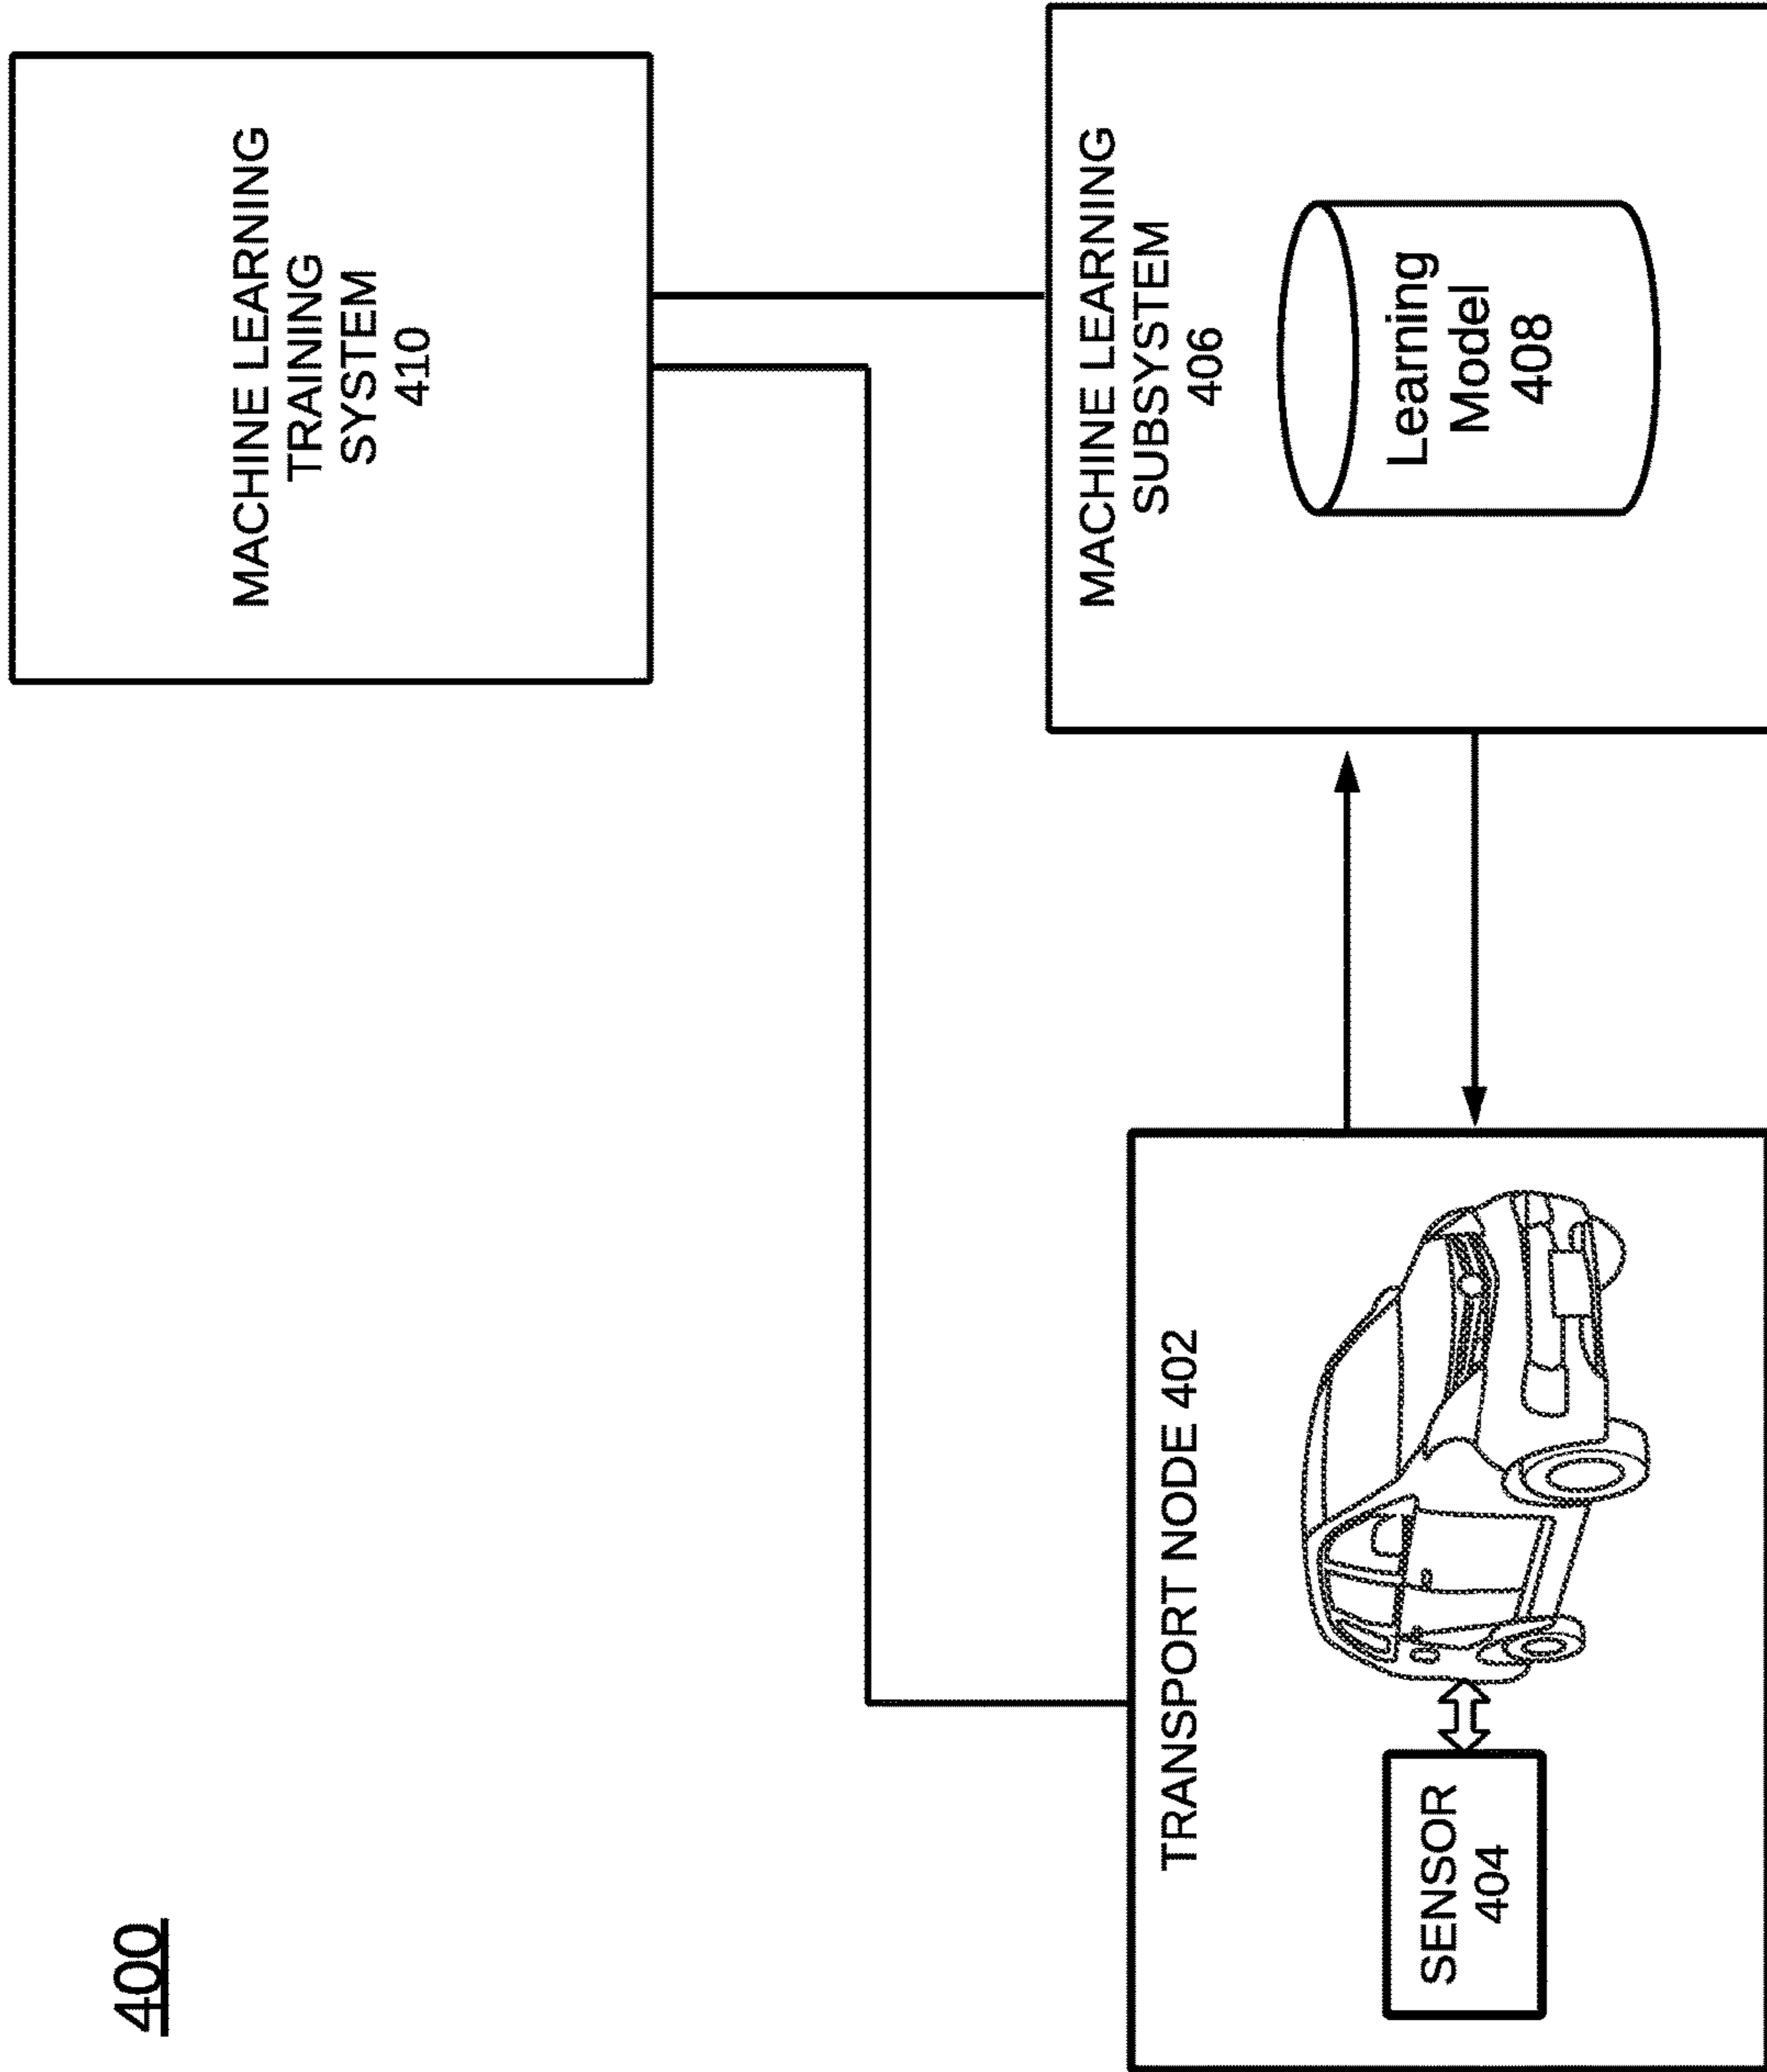 400
MACHINE LEARNING
TRAINING
SYSTEM
410
TRANSPORT NODE 402
SENSOR
404
MACHINE LEARNING
SUBSYSTEM
406
Learning
Model
408